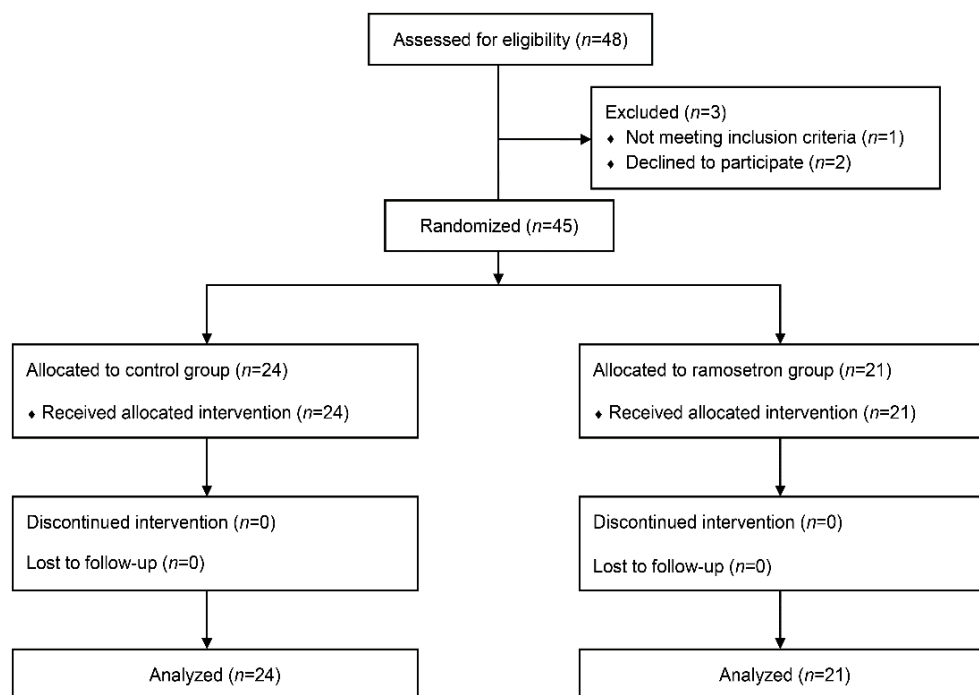 Assessed for eligibility (n=48)
Excluded (n=3)
♦ Not meeting inclusion criteria (n=1)
♦ Declined to participate (n=2)
Randomized (n=45)
Allocated to control group (n=24)
♦ Received allocated intervention (n=24)
Allocated to ramosetron group (n=21)
♦ Received allocated intervention (n=21)
Discontinued intervention (n=0)
Lost to follow-up (n=0)
Discontinued intervention (n=0)
Lost to follow-up (n=0)
Analyzed (n=24)
Analyzed (n=21)